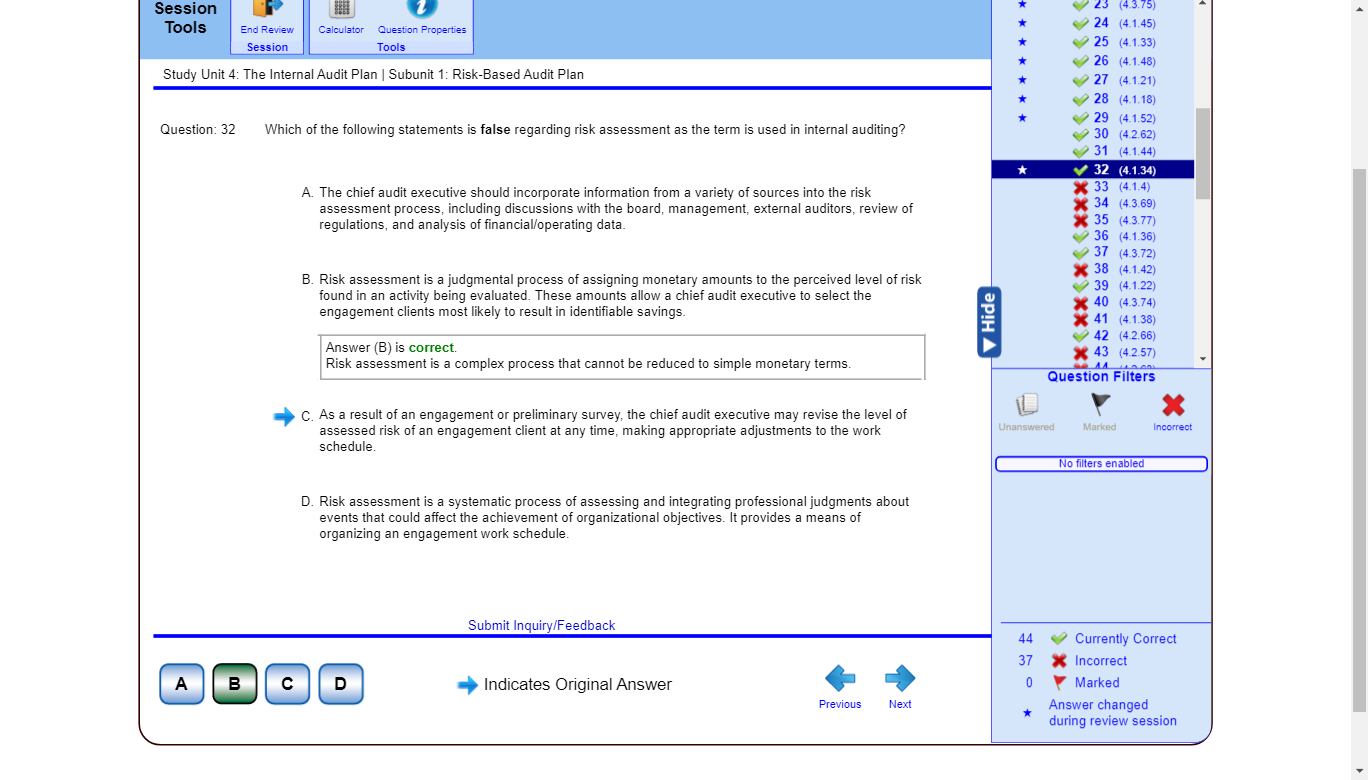 Session
Tools
End Review
Session
Calculator
Question Properties
Tools
Study Unit 4: The Internal Audit Plan | Subunit 1: Risk-Based Audit Plan
Question: 32
Which of the following statements is false regarding risk assessment as the term is used in internal auditing?
A. The chief audit executive should incorporate information from a variety of sources into the risk
assessment process, including discussions with the board, management, external auditors, review of
regulations, and analysis of financial/operating data.
B. Risk assessment is a judgmental process of assigning monetary amounts to the perceived level of risk
found in an activity being evaluated. These amounts allow a chief audit executive to select the
engagement clients most likely to result in identifiable savings.
Answer (B) is correct.
Risk assessment is a complex process that cannot be reduced to simple monetary terms.
C. As a result of an engagement or preliminary survey, the chief audit executive may revise the level of
assessed risk of an engagement client at any time, making appropriate adjustments to the work
schedule.
D. Risk assessment is a systematic process of assessing and integrating professional judgments about
events that could affect the achievement of organizational objectives. It provides a means of
organizing an engagement work schedule.
Submit Inquiry/Feedback
A B C D
Indicates Original Answer
Previous
Next
Hide
23 (4.3.75)
24 (4.1.45)
25 (4.1.33)
26 (4.1.48)
27 (4.1.21)
28 (4.1.18)
29 (4.1.52)
30 (4.2.62)
31 (4.1.44)
32 (4.1.34)
33 (4.1.4)
34 (4.3.69)
35 (4.3.77)
36 (4.1.36)
37 (4.3.72)
38 (4.1.42)
39 (4.1.22)
40 (4.3.74)
41 (4.1.38)
42 (4.2.66)
43 (4.2.57)
44
Question Filters
Unanswered
Marked
Incorrect
No filters enabled
44 Currently Correct
37 Incorrect
0 Marked
Answer changed
during review session